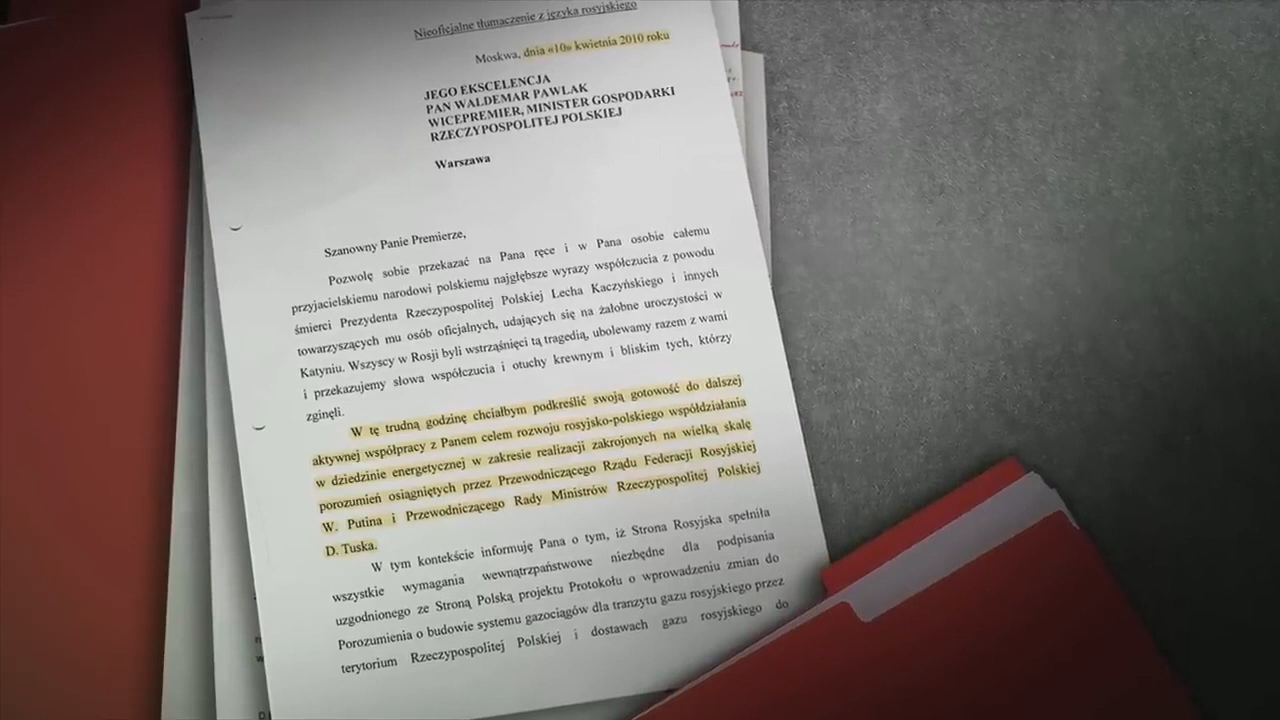 Nieoficjalne tłumaczenie z języka rosyjskiego
Moskwa, dnia «10» kwietnia 2010 roku
JEGO EKSCELENCJA
PAN WALDEMAR PAWLAK
WICEPREMIER, MINISTER GOSPODARKI
RZECZYPOSPOLITEJ POLSKIEJ
Warszawa
Szanowny Panie Premierze,
Pozwolę sobie przekazać na Pana ręce i w Pana osobie całemu
przyjacielskiemu narodowi polskiemu najgłębsze wyrazy współczucia z powodu
śmierci Prezydenta Rzeczypospolitej Polskiej Lecha Kaczyńskiego i innych
towarzyszących mu osób oficjalnych, udających się na żałobne uroczystości w
Katyniu. Wszyscy w Rosji byli wstrząśnięci tą tragedią, ubolewamy razem z wami
i przekazujemy słowa współczucia i otuchy krewnym i bliskim tych, którzy
zginęli.
W tę trudną godzinę chciałbym podkreślić swoją gotowość do dalszej
aktywnej współpracy z Panem celem rozwoju rosyjsko-polskiego współdziałania
w dziedzinie energetycznej w zakresie realizacji zakrojonych na wielką skalę
porozumień osiągniętych przez Przewodniczącego Rządu Federacji Rosyjskiej
W. Putina i Przewodniczącego Rady Ministrów Rzeczypospolitej Polskiej
D. Tuska.
W tym kontekście informuję Pana o tym, iż Strona Rosyjska spełniła
wszystkie wymagania wewnątrzpaństwowe niezbędne dla podpisania
uzgodnionego ze Stroną Polską projektu Protokołu o wprowadzeniu zmian do
Porozumienia o budowie systemu gazociągów dla tranzytu gazu rosyjskiego przez
terytorium Rzeczypospolitej Polskiej i dostawach gazu rosyjskiego do